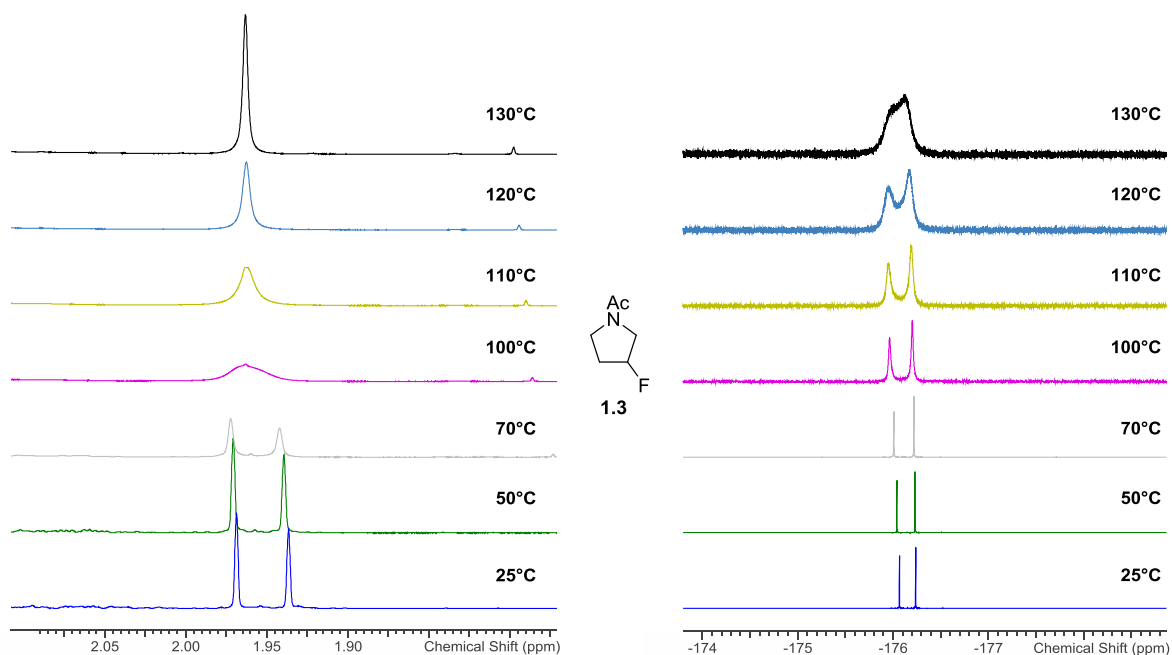 130°C
120°C
110°C
100°C
70°C
50°C
25°C
2.05
2.00
1.95
1.90
Chemical Shift (ppm)
Ac
N
F
1.3
130°C
120°C
110°C
100°C
70°C
50°C
25°C
-174
-175
-176
-177
Chemical Shift (ppm)